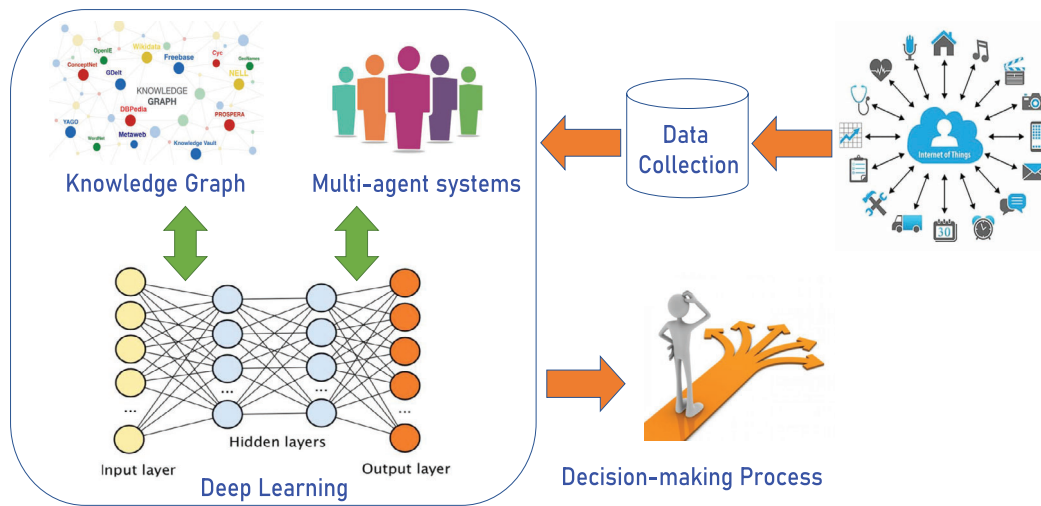 OpenIE
Wikidata
Freebase
Cyc
GeoNames
ConceptNet
GDelt
NELL
KNOWLEDGE
GRAPH
DBPedia
PROSPERA
YAGO
WordNet
Metaweb
Knowledge Vault
Knowledge Graph
Multi-agent systems
Data
Collection
Internet of Things
30
...
...
...
...
Hidden layers
Input layer
Output layer
Deep Learning
Decision-making Process